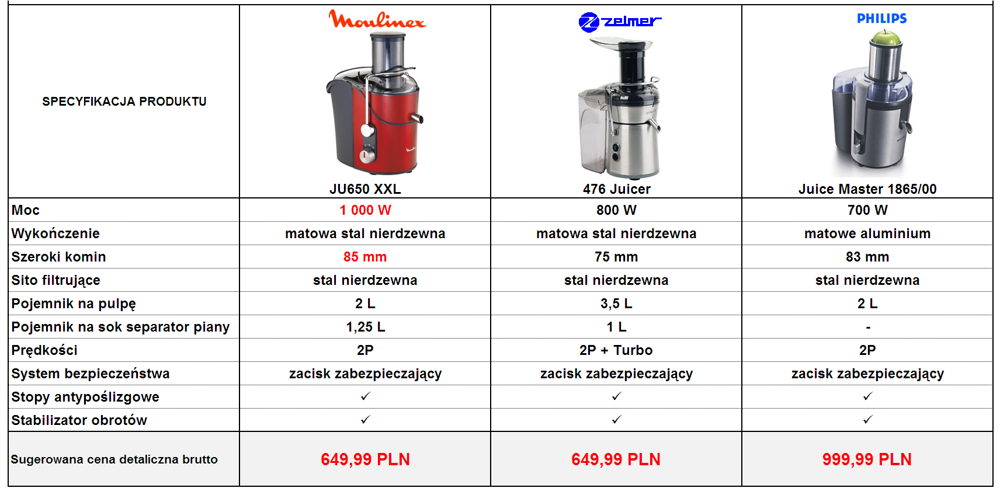 Moulinex
zelmer
PHILIPS
SPECYFIKACJA PRODUKTU
JU650 XXL
476 Juicer
Juice Master 1865/00
Moc 1 000 W 800 W 700 W
Wykończenie matowa stal nierdzewna matowa stal nierdzewna matowe aluminium
Szeroki komin 85 mm 75 mm 83 mm
Sito filtrujące stal nierdzewna stal nierdzewna stal nierdzewna
Pojemnik na pulpę 2 L 3,5 L 2 L
Pojemnik na sok separator piany 1,25 L 1 L -
Prędkości 2P 2P + Turbo 2P
System bezpieczeństwa zacisk zabezpieczający zacisk zabezpieczający zacisk zabezpieczający
Stopy antypoślizgowe ✓ ✓ ✓
Stabilizator obrotów ✓ ✓ ✓
Sugerowana cena detaliczna brutto 649,99 PLN 649,99 PLN 999,99 PLN